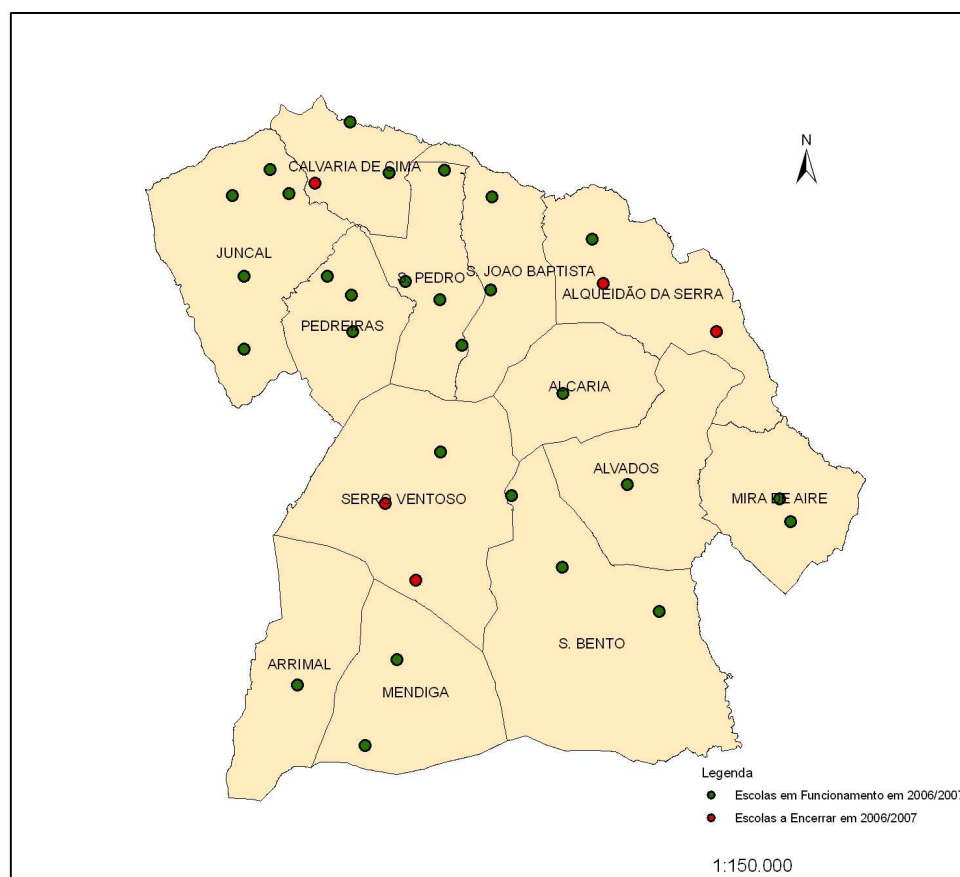 N
CALVARIA DE CIMA
JUNCAL
S. PEDRO
S. JOAO BAPTISTA
ALQUEIDÃO DA SERRA
PEDREIRAS
ALCARIA
ALVADOS
SERRO VENTOSO
MIRA DE AIRE
S. BENTO
ARRIMAL
MENDIGA
Legenda
Escolas em Funcionamento em 2006/2007
Escolas a Encerrar em 2006/2007
1:150.000